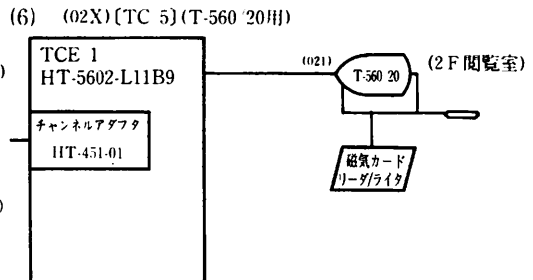 (6) (02X)〔TC 5〕(T-560/20用)
TCE 1
HT-5602-L11B9
チャンネルアダプタ
HT-451-01
(021)
T-560/20
(2F閲覧室)
磁気カード
リーダ/ライタ
)
)